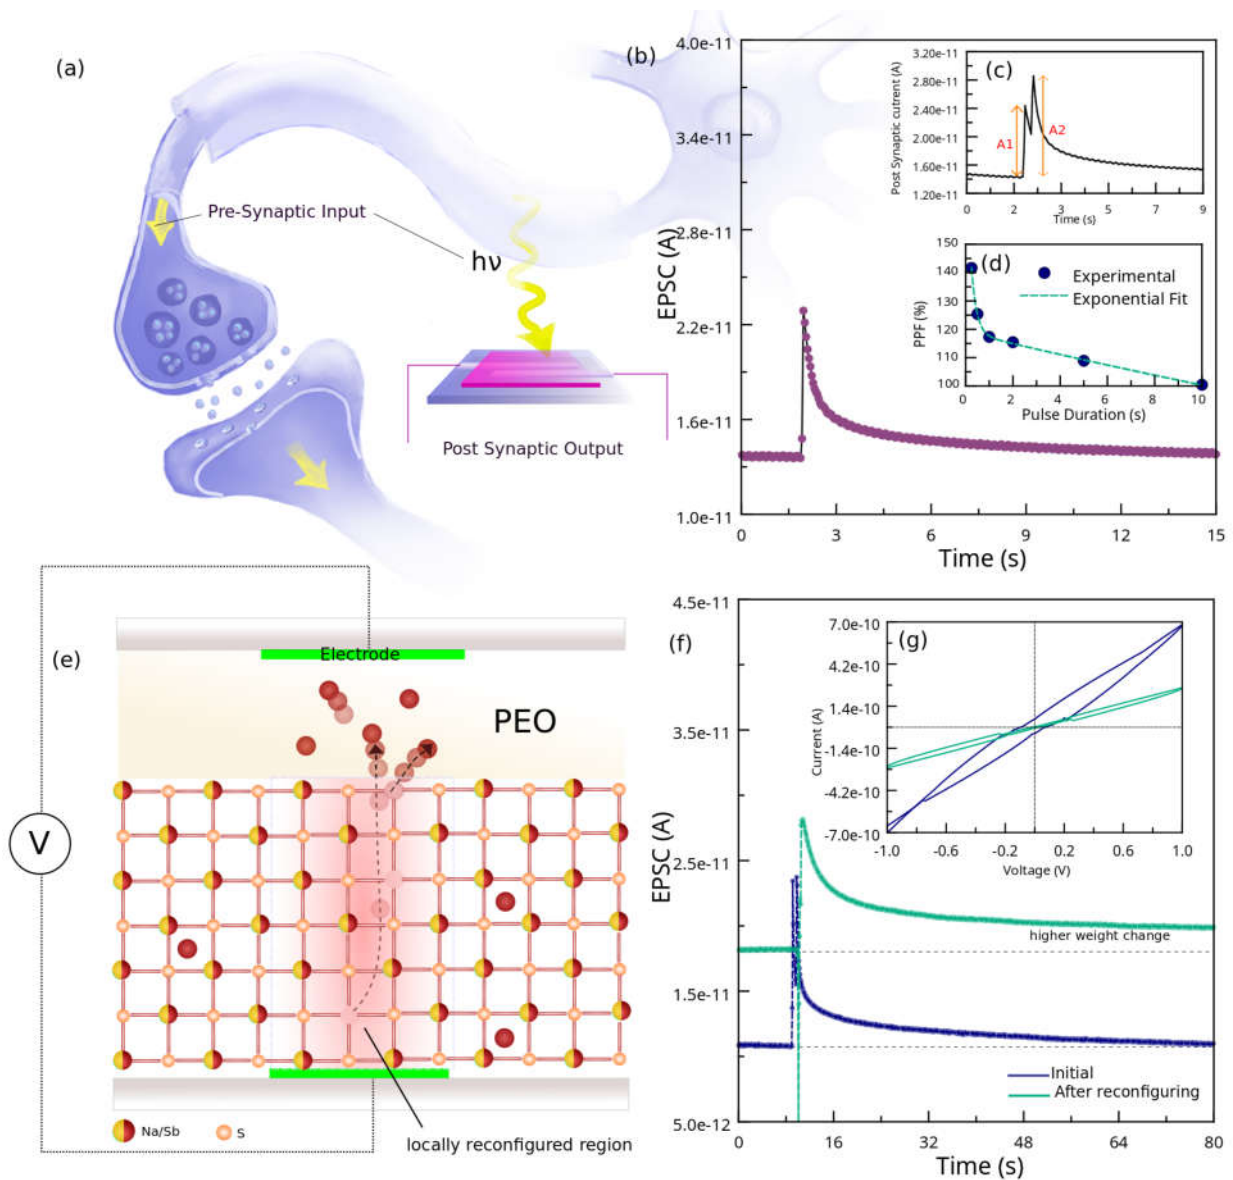 (a)
Pre-Synaptic Input
hν
Post Synaptic Output
(b)
4.0e-11
3.4e-11
2.8e-11
2.2e-11
1.6e-11
1.0e-11
EPSC (A)
0 3 6 9 12 15
Time (s)
(c)
3.20e-11
2.80e-11
2.40e-11
2.00e-11
1.60e-11
1.20e-11
Post Synaptic cutrrent (A)
A1
A2
0 2 3 5 7 9
Time (s)
(d)
150
140
130
120
110
100
PPF (%)
Experimental
Exponential Fit
0 2 4 6 8 10
Pulse Duration (s)
(e)
Electrode
PEO
V
Na/Sb
S
locally reconfigured region
(f)
4.5e-11
3.5e-11
2.5e-11
1.5e-11
5.0e-12
EPSC (A)
higher weight change
Initial
After reconfiguring
0 16 32 48 64 80
Time (s)
(g)
7.0e-10
4.2e-10
1.4e-10
-1.4e-10
-4.2e-10
-7.0e-10
Current (A)
-1.0 -0.6 -0.2 0.2 0.6 1.0
Voltage (V)